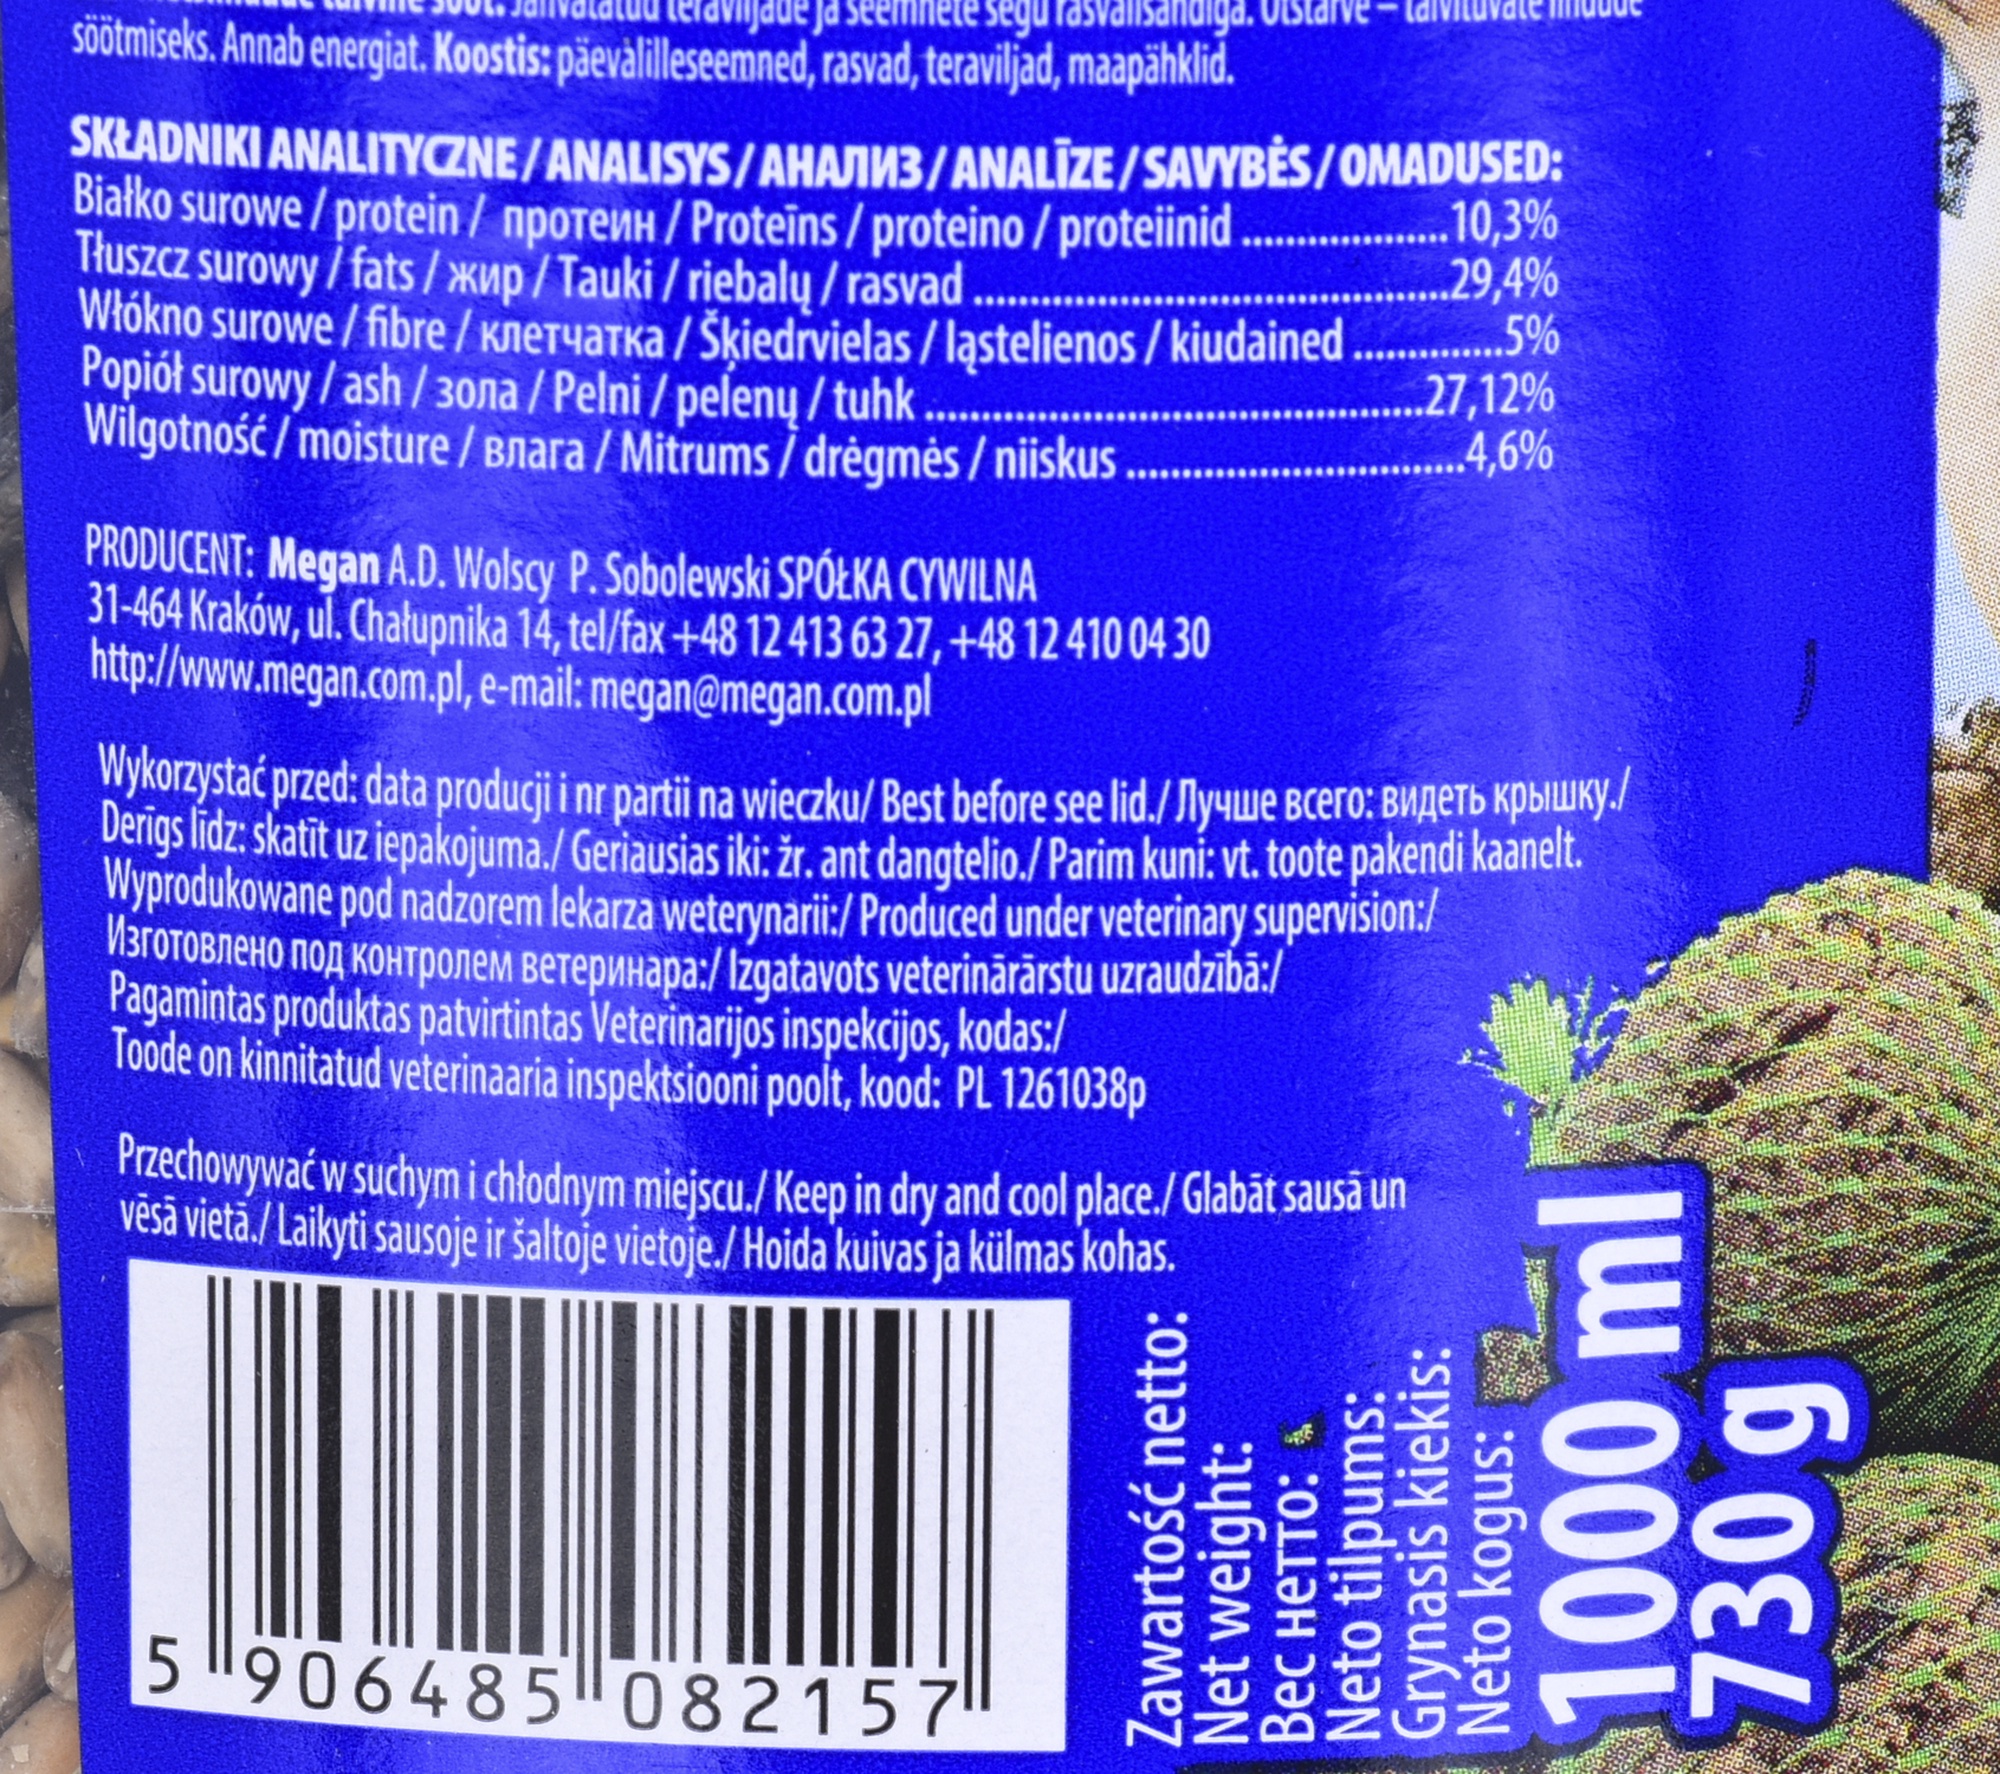 söötmiseks. Annab energiat. Koostis: päevalilleseemned, rasvad, teraviljad, maapähklid.
SKŁADNIKI ANALITYCZNE / ANALISYS / АНАЛИЗ / ANALĪZE / SAVYBĖS / OMADUSED:
Białko surowe / protein / протеин / Proteīns / proteino / proteiinid ..................10,3%
Tłuszcz surowy / fats / жир / Tauki / riebalų / rasvad ..........................................29,4%
Włókno surowe / fibre / клетчатка / Šķiedrvielas / ląstelienos / kiudained .............5%
Popiół surowy / ash / зола / Pelni / pelenų / tuhk ............................................27,12%
Wilgotność / moisture / влага / Mitrums / drėgmės / niiskus ..............................4,6%
PRODUCENT: Megan A.D. Wolscy P. Sobolewski SPÓŁKA CYWILNA
31-464 Kraków, ul. Chałupnika 14, tel/fax +48 12 413 63 27, +48 12 410 04 30
http://www.megan.com.pl, e-mail: megan@megan.com.pl
Wykorzystać przed: data producji i nr partii na wieczku/ Best before see lid./ Лучше всего: видеть крышку./
Derīgs līdz: skatīt uz iepakojuma./ Geriausias iki: žr. ant dangtelio./ Parim kuni: vt. toote pakendi kaanelt.
Wyprodukowane pod nadzorem lekarza weterynarii:/ Produced under veterinary supervision:/
Изготовлено под контролем ветеринара:/ Izgatavots veterinārārstu uzraudzībā:/
Pagamintas produktas patvirtintas Veterinarijos inspekcijos, kodas:/
Toode on kinnitatud veterinaaria inspektsiooni poolt, kood: PL 1261038p
Przechowywać w suchym i chłodnym miejscu./ Keep in dry and cool place./ Glabāt sausā un
vēsā vietā./ Laikyti sausoje ir šaltoje vietoje./ Hoida kuivas ja külmas kohas.
5 906485 082157
Zawartość netto:
Net weight:
Вес нетто:
Neto tilpums:
Grynasis kiekis:
Neto kogus:
1000 ml
730 g